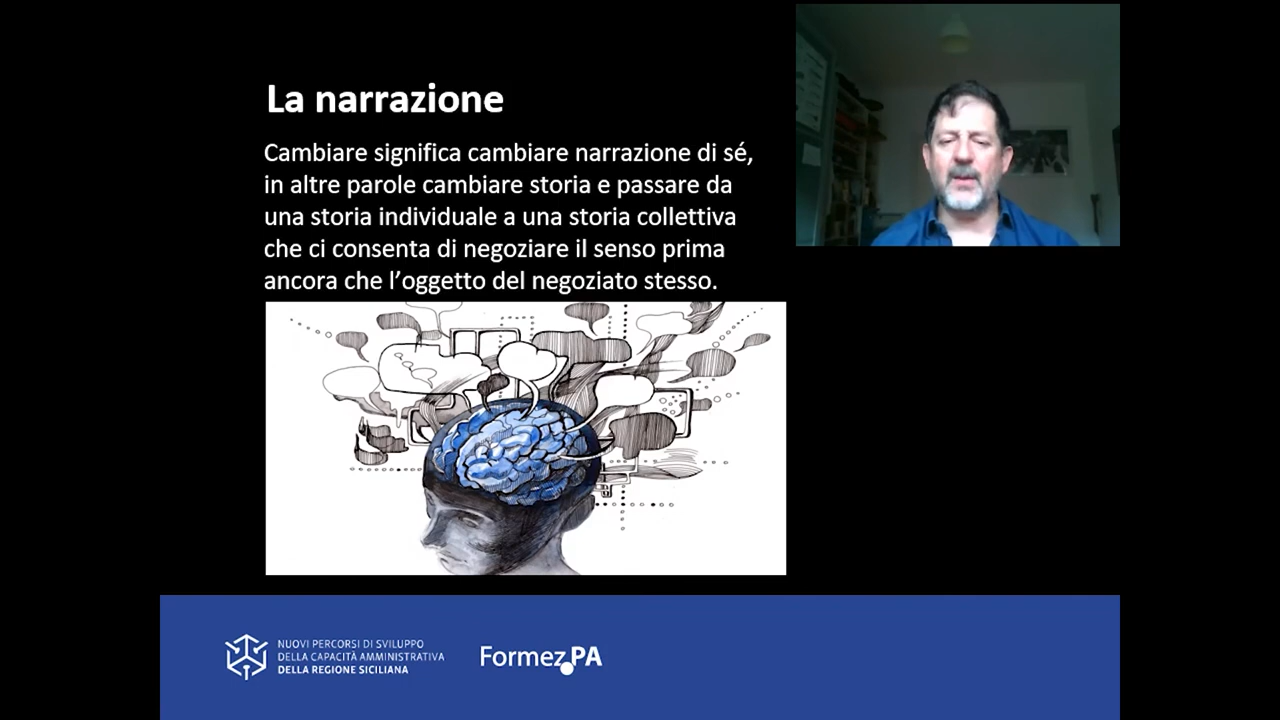 La narrazione
Cambiare significa cambiare narrazione di sé,
in altre parole cambiare storia e passare da
una storia individuale a una storia collettiva
che ci consenta di negoziare il senso prima
ancora che l’oggetto del negoziato stesso.
NUOVI PERCORSI DI SVILUPPO
DELLA CAPACITÀ AMMINISTRATIVA
DELLA REGIONE SICILIANA
Formez PA